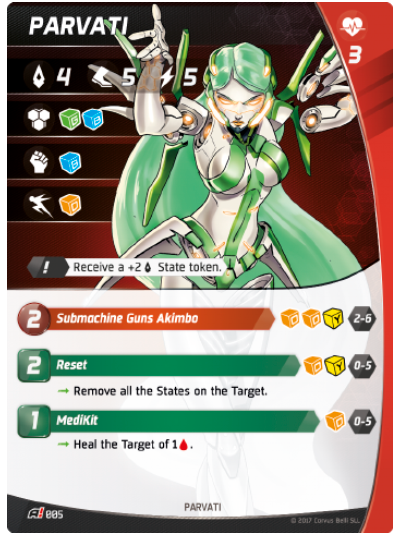 PARVATI
3
4 5 5
G B
B
O
! Receive a +2 State token.
2 Submachine Guns Akimbo O O Y 2-6
2 Reset O Y 0-5
→ Remove all the States on the Target.
1 MediKit O 0-5
→ Heal the Target of 1 .
PARVATI
A! 005
© 2017 Corvus Belli SLL